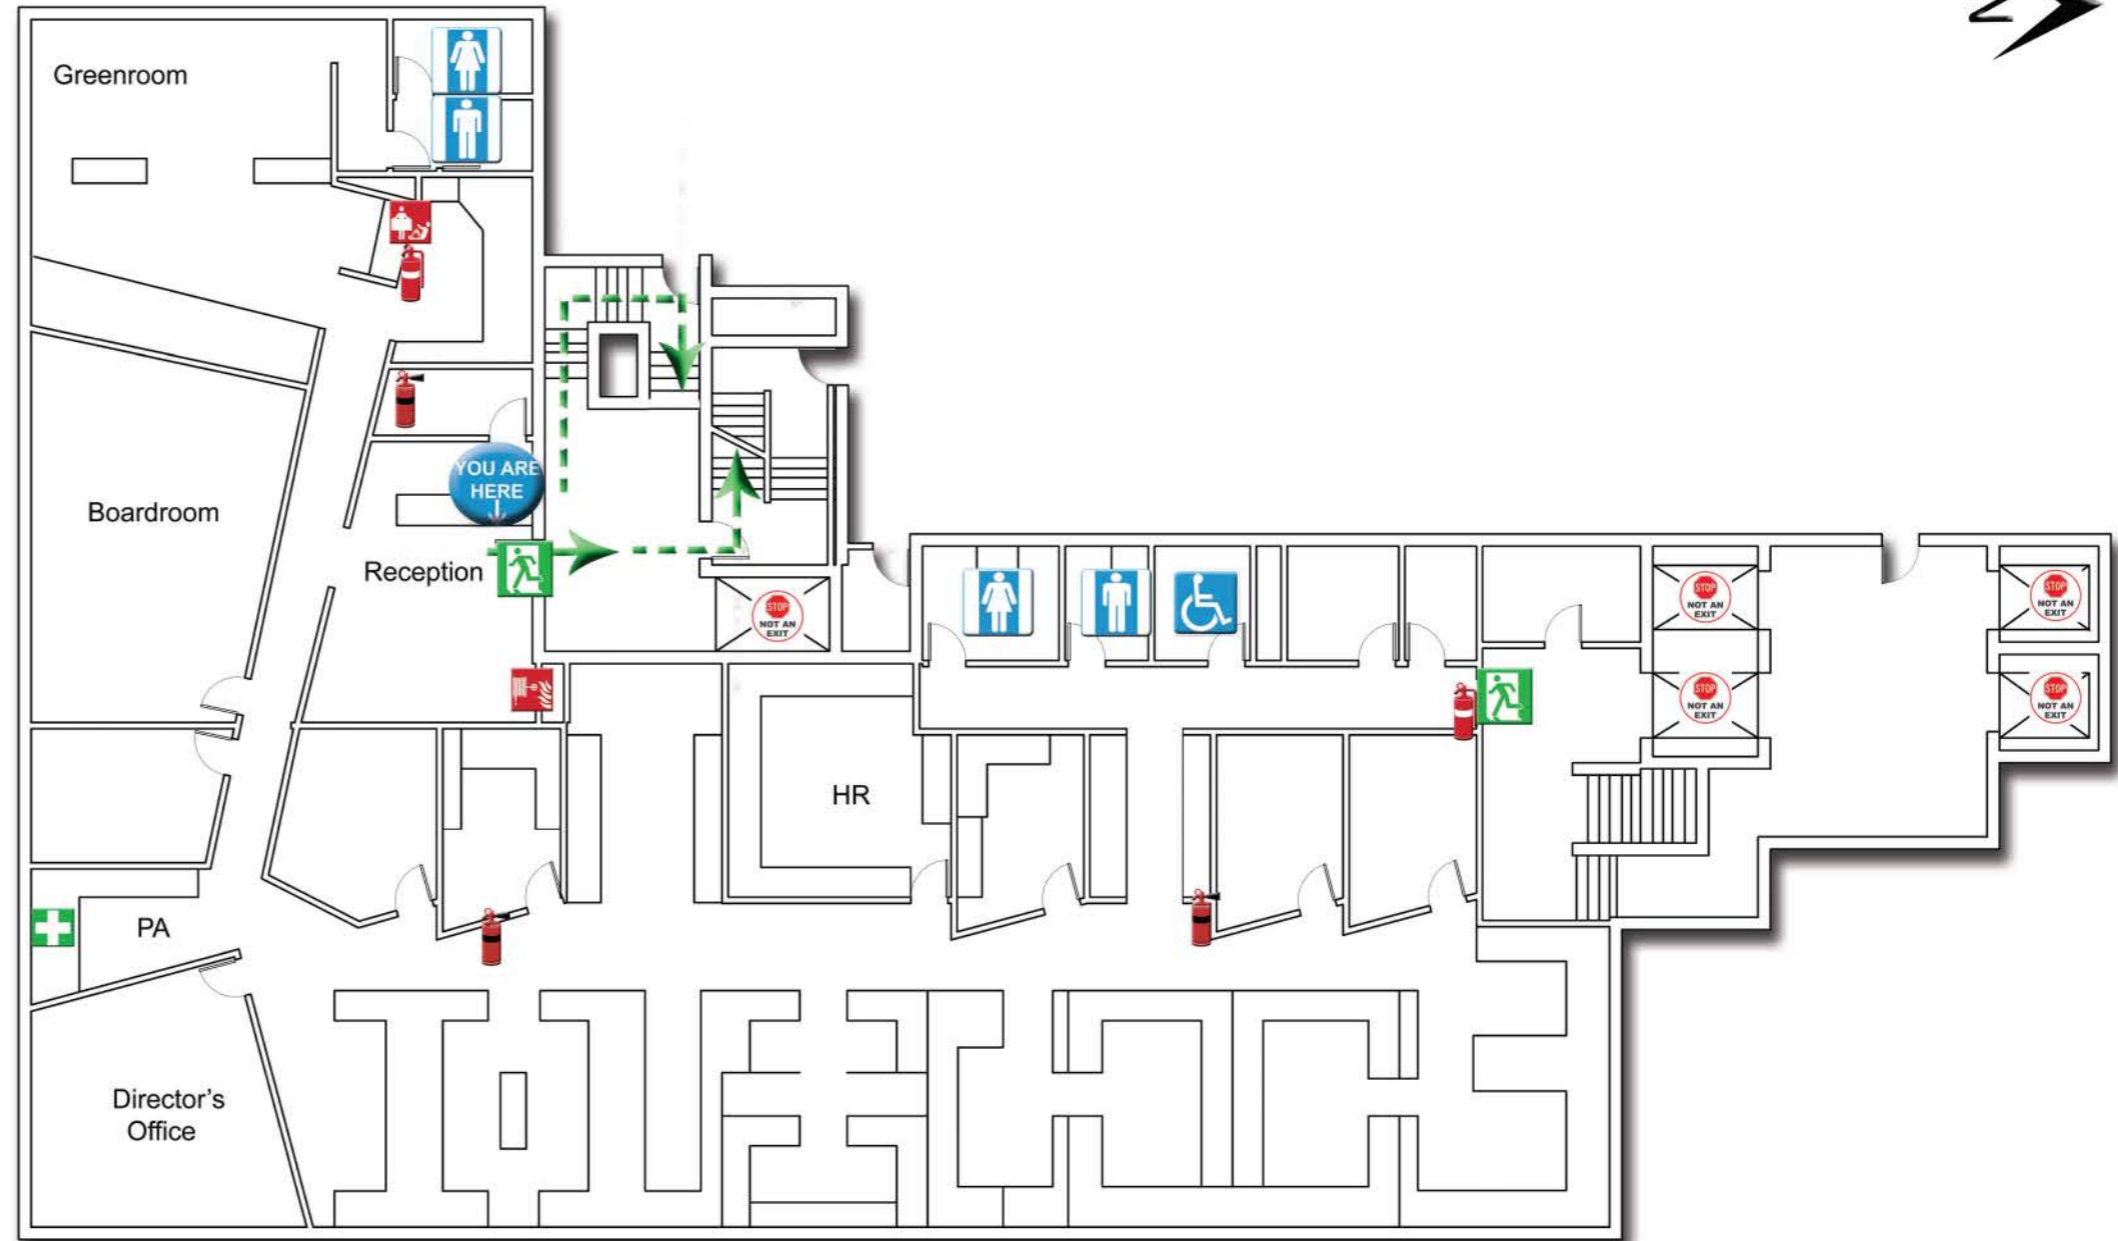 Greenroom
YOU ARE
HERE
Boardroom
Reception
STOP
NOT AN
EXIT
STOP
NOT AN
EXIT
STOP
NOT AN
EXIT
STOP
NOT AN
EXIT
STOP
NOT AN
EXIT
HR
PA
Director's
Office